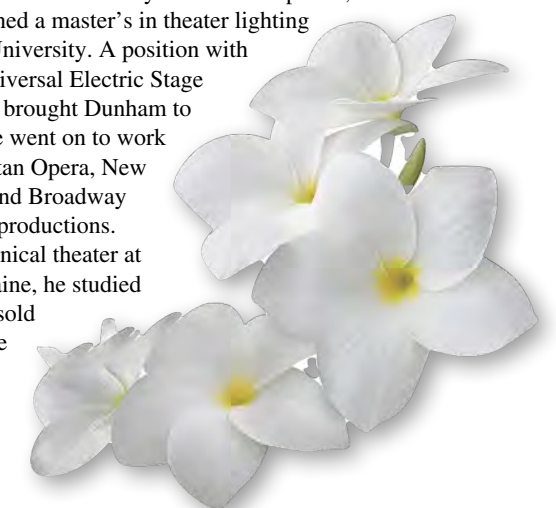 ned a master's in theater lighting
University. A position with
iversal Electric Stage
brought Dunham to
e went on to work
tan Opera, New
nd Broadway
productions.
nical theater at
aine, he studied
sold
e